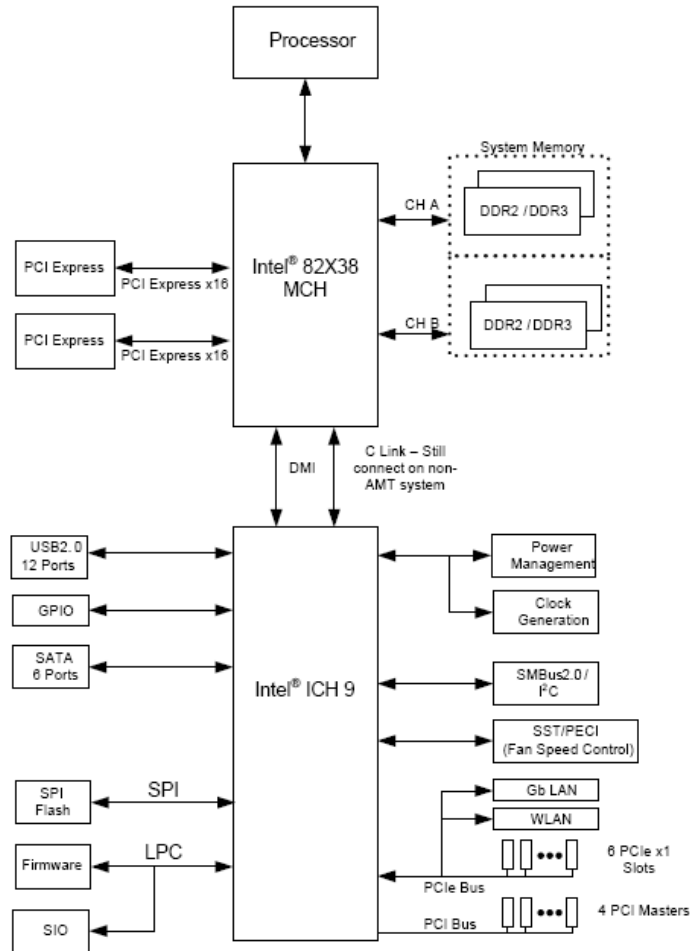 Processor
System Memory
CH A
DDR2 / DDR3
PCI Express
PCI Express x16
Intel® 82X38
MCH
PCI Express
PCI Express x16
CH B
DDR2 / DDR3
DMI
C Link – Still
connect on non-
AMT system
USB2.0
12 Ports
GPIO
SATA
6 Ports
Intel® ICH 9
Power
Management
Clock
Generation
SMBus2.0 /
I²C
SST/PECI
(Fan Speed Control)
SPI
Flash
SPI
Gb LAN
WLAN
Firmware
LPC
6 PCIe x1
Slots
PCIe Bus
SIO
PCI Bus
4 PCI Masters